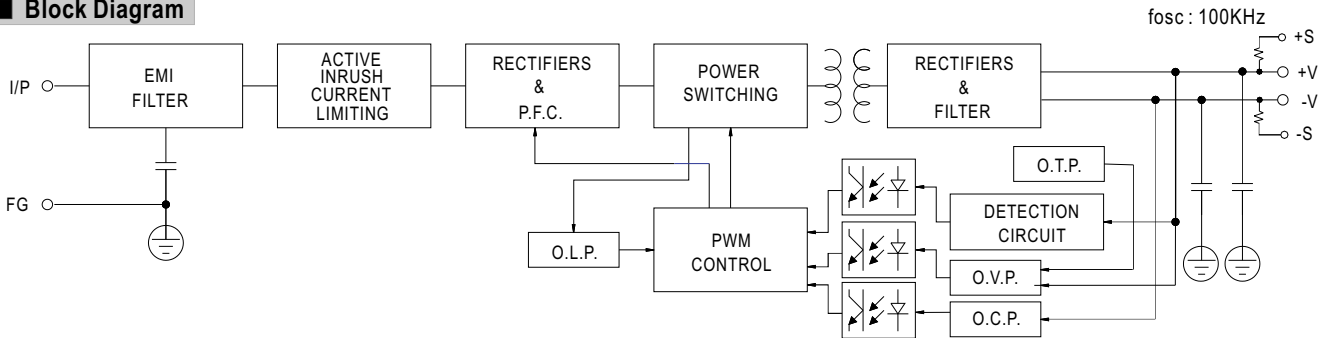 Block Diagram
fosc : 100KHz
I/P
EMI
FILTER
ACTIVE
INRUSH
CURRENT
LIMITING
RECTIFIERS
&
P.F.C.
POWER
SWITCHING
RECTIFIERS
&
FILTER
+S
+V
-V
-S
FG
O.L.P.
PWM
CONTROL
O.T.P.
DETECTION
CIRCUIT
O.V.P.
O.C.P.